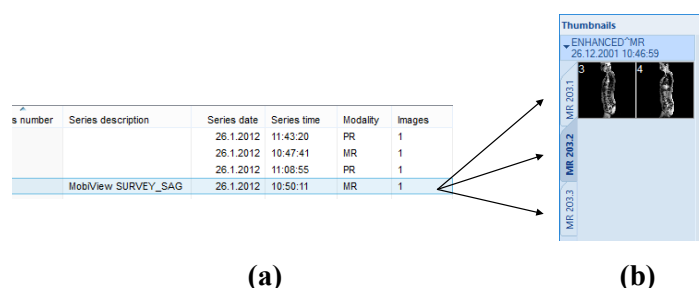 s number Series description Series date Series time Modality Images
26.1.2012 11:43:20 PR 1
26.1.2012 10:47:41 MR 1
26.1.2012 11:08:55 PR 1
MobiView SURVEY_SAG 26.1.2012 10:50:11 MR 1
(a)
Thumbnails
ENHANCED^MR
26.12.2001 10:46:59
3 4
MR 203.1
MR 203.2
MR 203.3
(b)